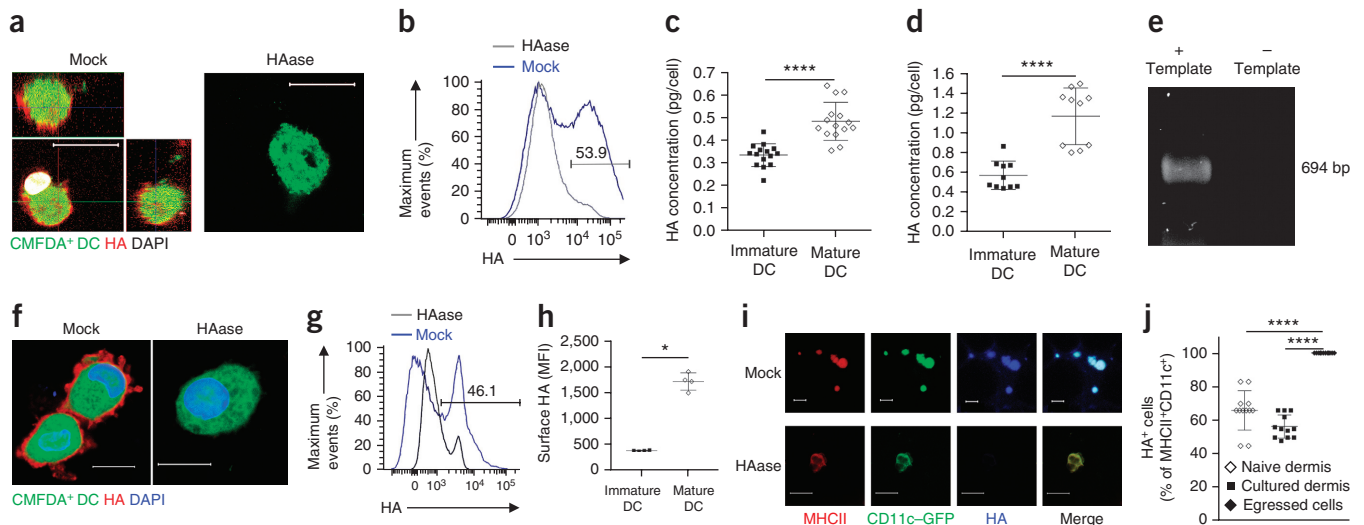 a
Mock
HAase
CMFDA⁺ DC HA DAPI
b
HAase
Mock
Maximum events (%)
100
80
60
40
20
0
53.9
0 10³ 10⁴ 10⁵
HA
c
****
HA concentration (pg/cell)
0.7
0.6
0.5
0.4
0.3
0.2
0.1
0.0
Immature DC
Mature DC
d
****
HA concentration (pg/cell)
1.6
1.4
1.2
1.0
0.8
0.6
0.4
0.2
0.0
Immature DC
Mature DC
e
+ Template
– Template
694 bp
f
Mock
HAase
CMFDA⁺ DC HA DAPI
g
HAase
Mock
Maximum events (%)
100
80
60
40
20
0
46.1
0 10³ 10⁴ 10⁵
HA
h
*
Surface HA (MFI)
2,500
2,000
1,500
1,000
500
0
Immature DC
Mature DC
i
Mock
HAase
MHCII
CD11c–GFP
HA
Merge
j
****
****
HA⁺ cells (% of MHCII⁺CD11c⁺)
100
80
60
40
20
0
Naive dermis
Cultured dermis
Egressed cells